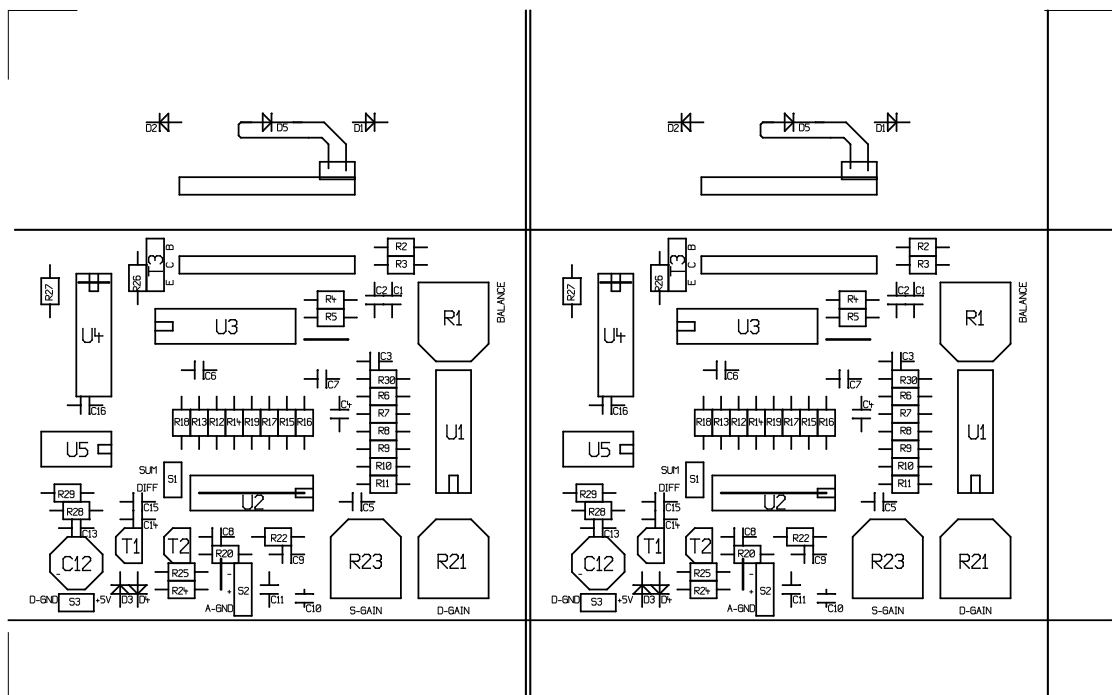 D2 D5 D1 D2 D5 D1
R27 R26 T3 B C E R2 R3 R27 R26 T3 B C E R2 R3
U4 U3 R4 R5 C2 C1 R1 BALANCE U4 U3 R4 R5 C2 C1 R1 BALANCE
C6 C7 C3 C6 C7 C3
R30 R6 R7 R8 R9 R10 R11 R30 R6 R7 R8 R9 R10 R11
C16 C4 C16 C4
R18 R13 R12 R14 R19 R17 R15 R16 R18 R13 R12 R14 R19 R17 R15 R16
U5 U1 U5 U1
SUM S1 SUM S1
DIFF DIFF
R29 R28 C15 C14 U2 C5 R29 R28 C15 C14 U2 C5
C13 C12 - T1 T2 C8 R20 R22 C9 R23 R21 C13 C12 - T1 T2 C8 R20 R22 C9 R23 R21
R25 R24 - + S2 C11 C10 R25 R24 - + S2 C11 C10
D-GND S3 +5V D3 D4 A-GND S-GAIN D-GAIN D-GND S3 +5V D3 D4 A-GND S-GAIN D-GAIN